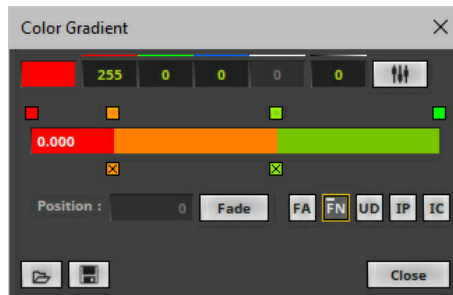 Color Gradient
255 0 0 0 0
0.000
Position : 0 Fade FA FN UD IP IC
Close